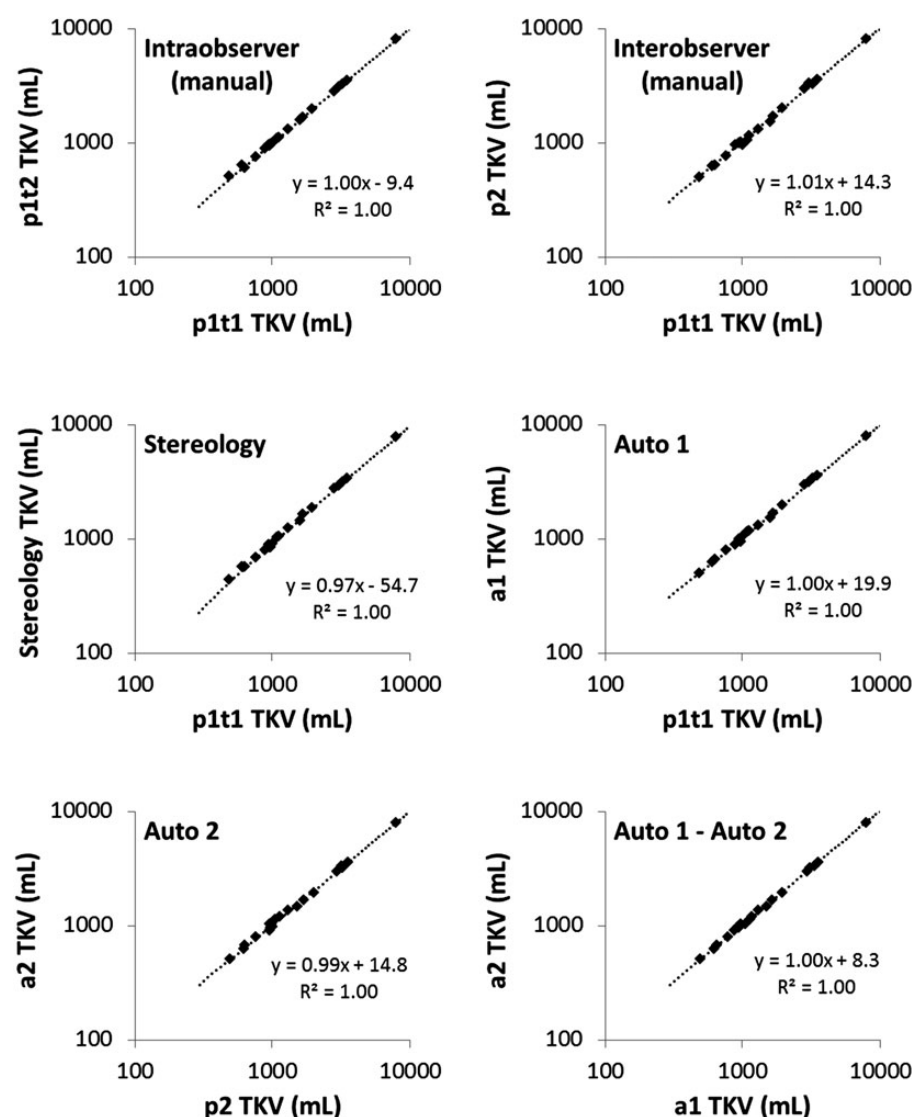 10000
1000
100
p1t2 TKV (mL)
Intraobserver
(manual)
y = 1.00x - 9.4
R² = 1.00
100 1000 10000
p1t1 TKV (mL)
10000
1000
100
p2 TKV (mL)
Interobserver
(manual)
y = 1.01x + 14.3
R² = 1.00
100 1000 10000
p1t1 TKV (mL)
10000
1000
100
Stereology TKV (mL)
Stereology
y = 0.97x - 54.7
R² = 1.00
100 1000 10000
p1t1 TKV (mL)
10000
1000
100
a1 TKV (mL)
Auto 1
y = 1.00x + 19.9
R² = 1.00
100 1000 10000
p1t1 TKV (mL)
10000
1000
100
a2 TKV (mL)
Auto 2
y = 0.99x + 14.8
R² = 1.00
100 1000 10000
p2 TKV (mL)
10000
1000
100
a2 TKV (mL)
Auto 1 - Auto 2
y = 1.00x + 8.3
R² = 1.00
100 1000 10000
a1 TKV (mL)